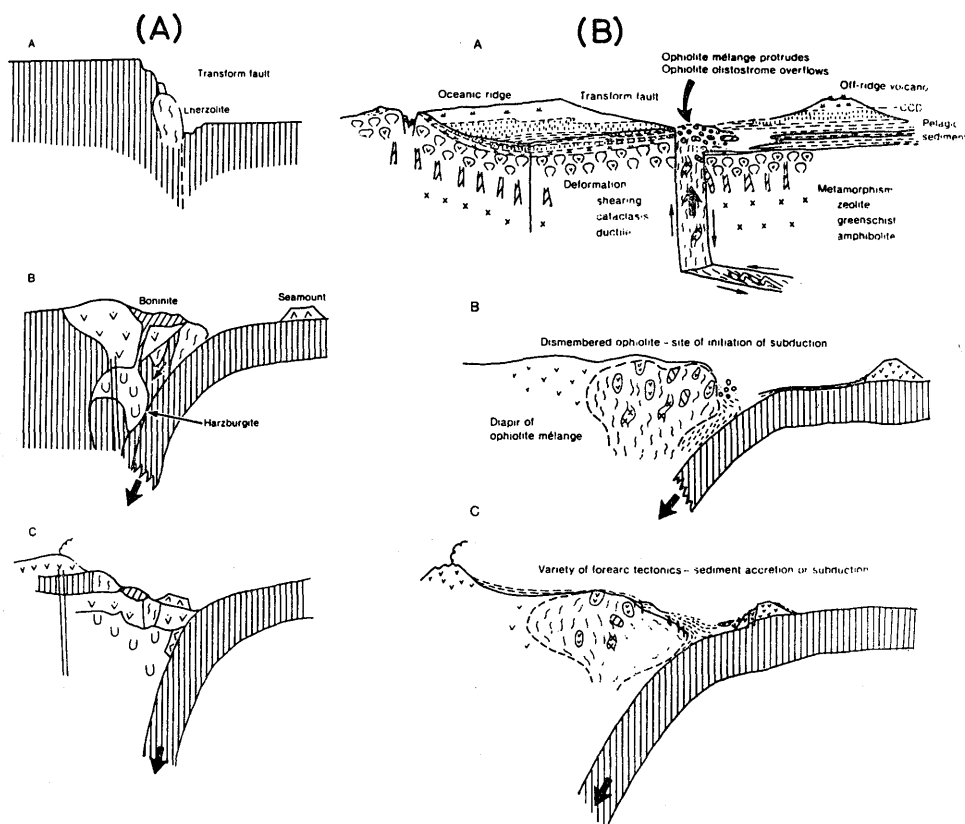 (A)
A
Transform fault
Lherzolite
B
Boninite
Seamount
Harzburgite
C
(B)
A
Ophiolite mélange protrudes
Ophiolite olistostrome overflows
Oceanic ridge
Transform fault
Off-ridge volcano
CCD
Pelagic
sediment
Deformation
shearing
cataclasis
ductile
Metamorphism
zeolite
greenschist
amphibolite
B
Dismembered ophiolite - site of initiation of subduction
Diapir of
ophiolite mélange
C
Variety of forearc tectonics - sediment accretion or subduction